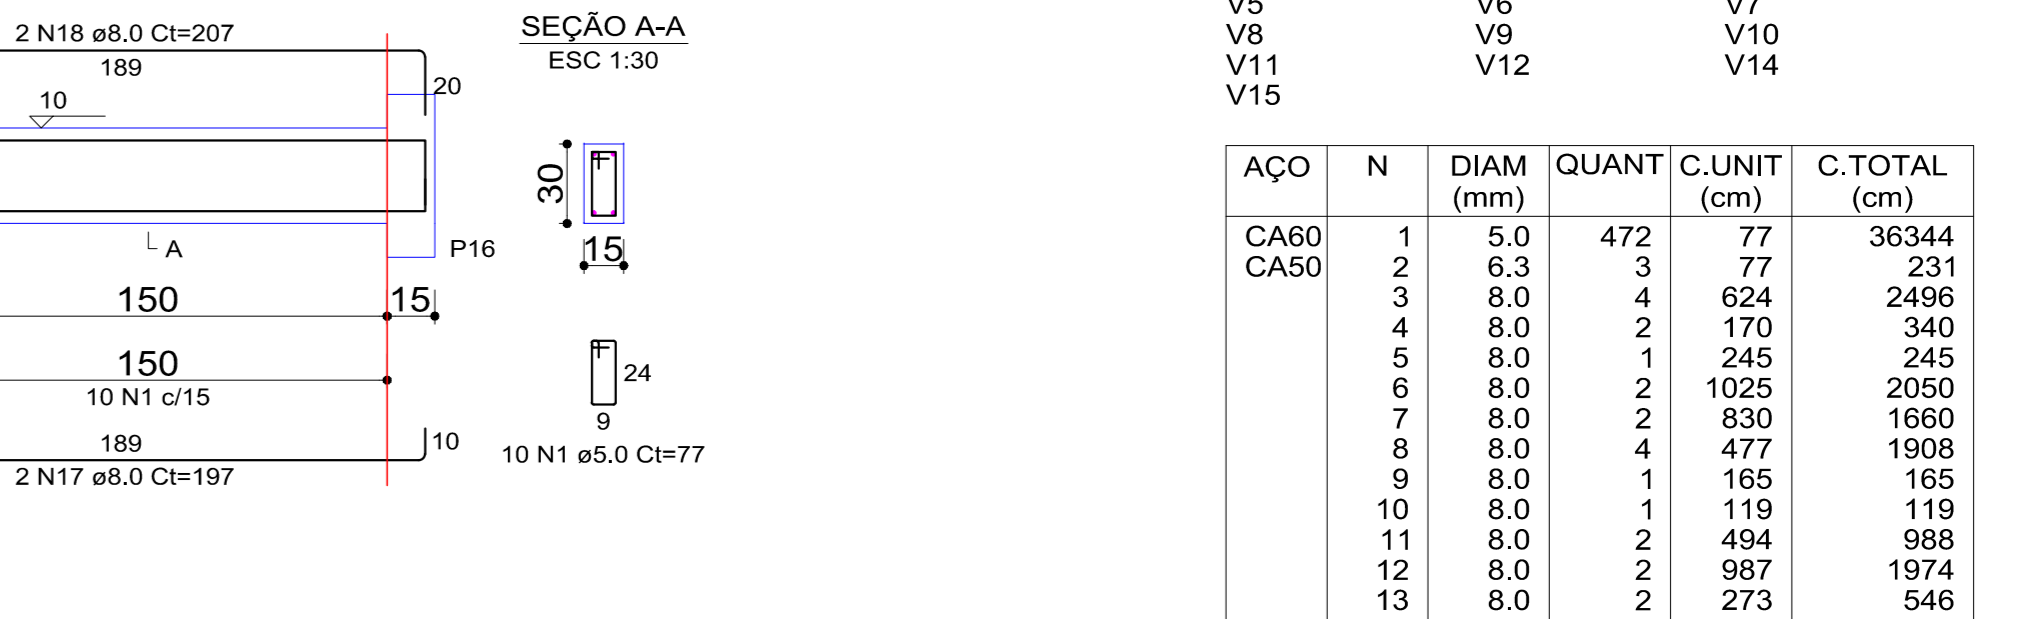 2 N18 ø8.0 Ct=207
189
20
10
A
P16
150
15
150
10 N1 c/15
189
10
2 N17 ø8.0 Ct=197
SEÇÃO A-A
ESC 1:30
30
15
24
9
10 N1 ø5.0 Ct=77
V5 V6 V7
V8 V9 V10
V11 V12 V14
V15
AÇO N DIAM QUANT C.UNIT C.TOTAL
(mm) (cm) (cm)
CA60 1 5.0 472 77 36344
CA50 2 6.3 3 77 231
3 8.0 4 624 2496
4 8.0 2 170 340
5 8.0 1 245 245
6 8.0 2 1025 2050
7 8.0 2 830 1660
8 8.0 4 477 1908
9 8.0 1 165 165
10 8.0 1 119 119
11 8.0 2 494 988
12 8.0 2 987 1974
13 8.0 2 273 546